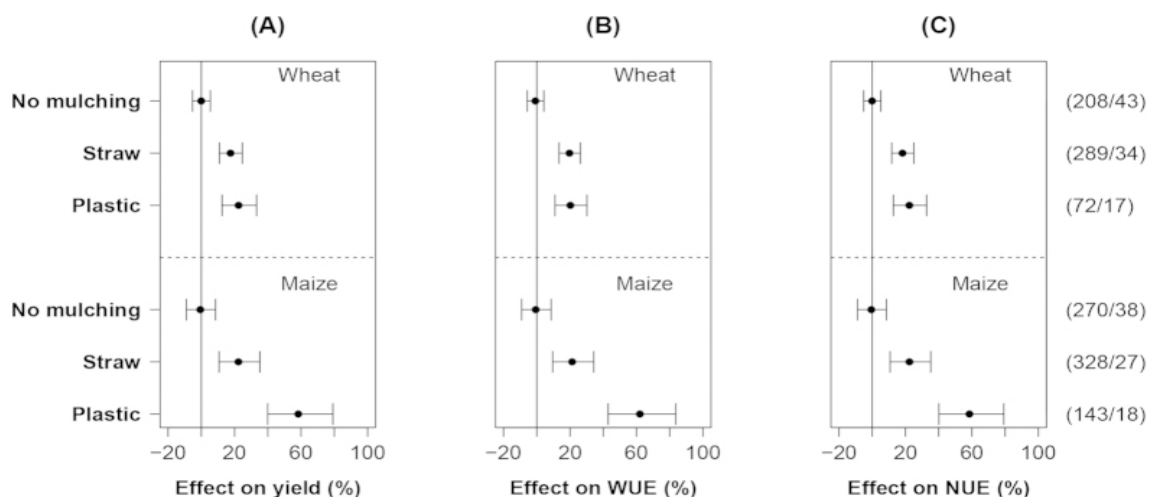 (A) (B) (C)
Wheat Wheat Wheat
No mulching (208/43)
Straw (289/34)
Plastic (72/17)
Maize Maize Maize
No mulching (270/38)
Straw (328/27)
Plastic (143/18)
−20 20 60 100 −20 20 60 100 −20 20 60 100
Effect on yield (%) Effect on WUE (%) Effect on NUE (%)